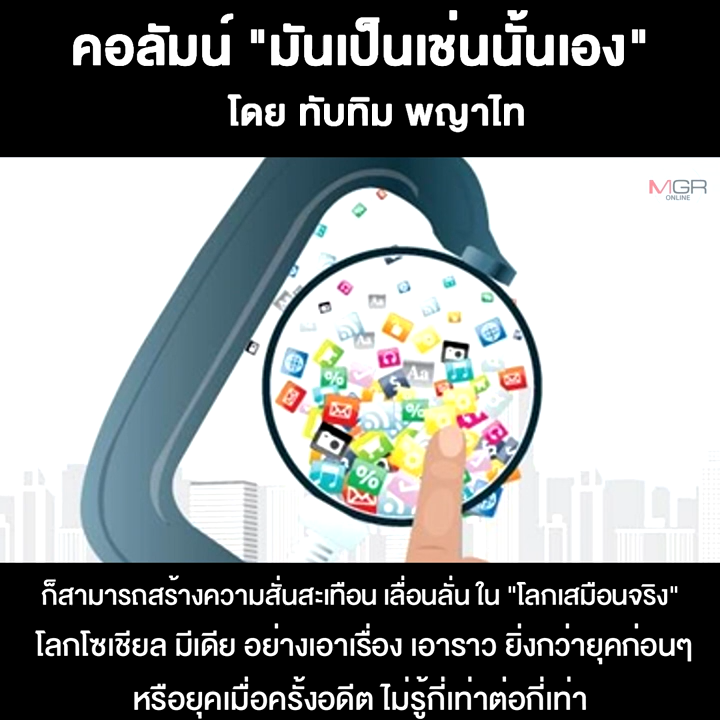 คอลัมน์ "มันเป็นเช่นนั้นเอง"
โดย ทับทิม พญาไท
MGR
ONLINE
Aa
Aa
Aa
%
$
%
%
ก็สามารถสร้างความสั่นสะเทือน เลื่อนลั่น ใน "โลกเสมือนจริง"
โลกโซเชียล มีเดีย อย่างเอาเรื่อง เอาราว ยิ่งกว่ายุคก่อนๆ
หรือยุคเมื่อครั้งอดีต ไม่รู้กี่เท่าต่อกี่เท่า